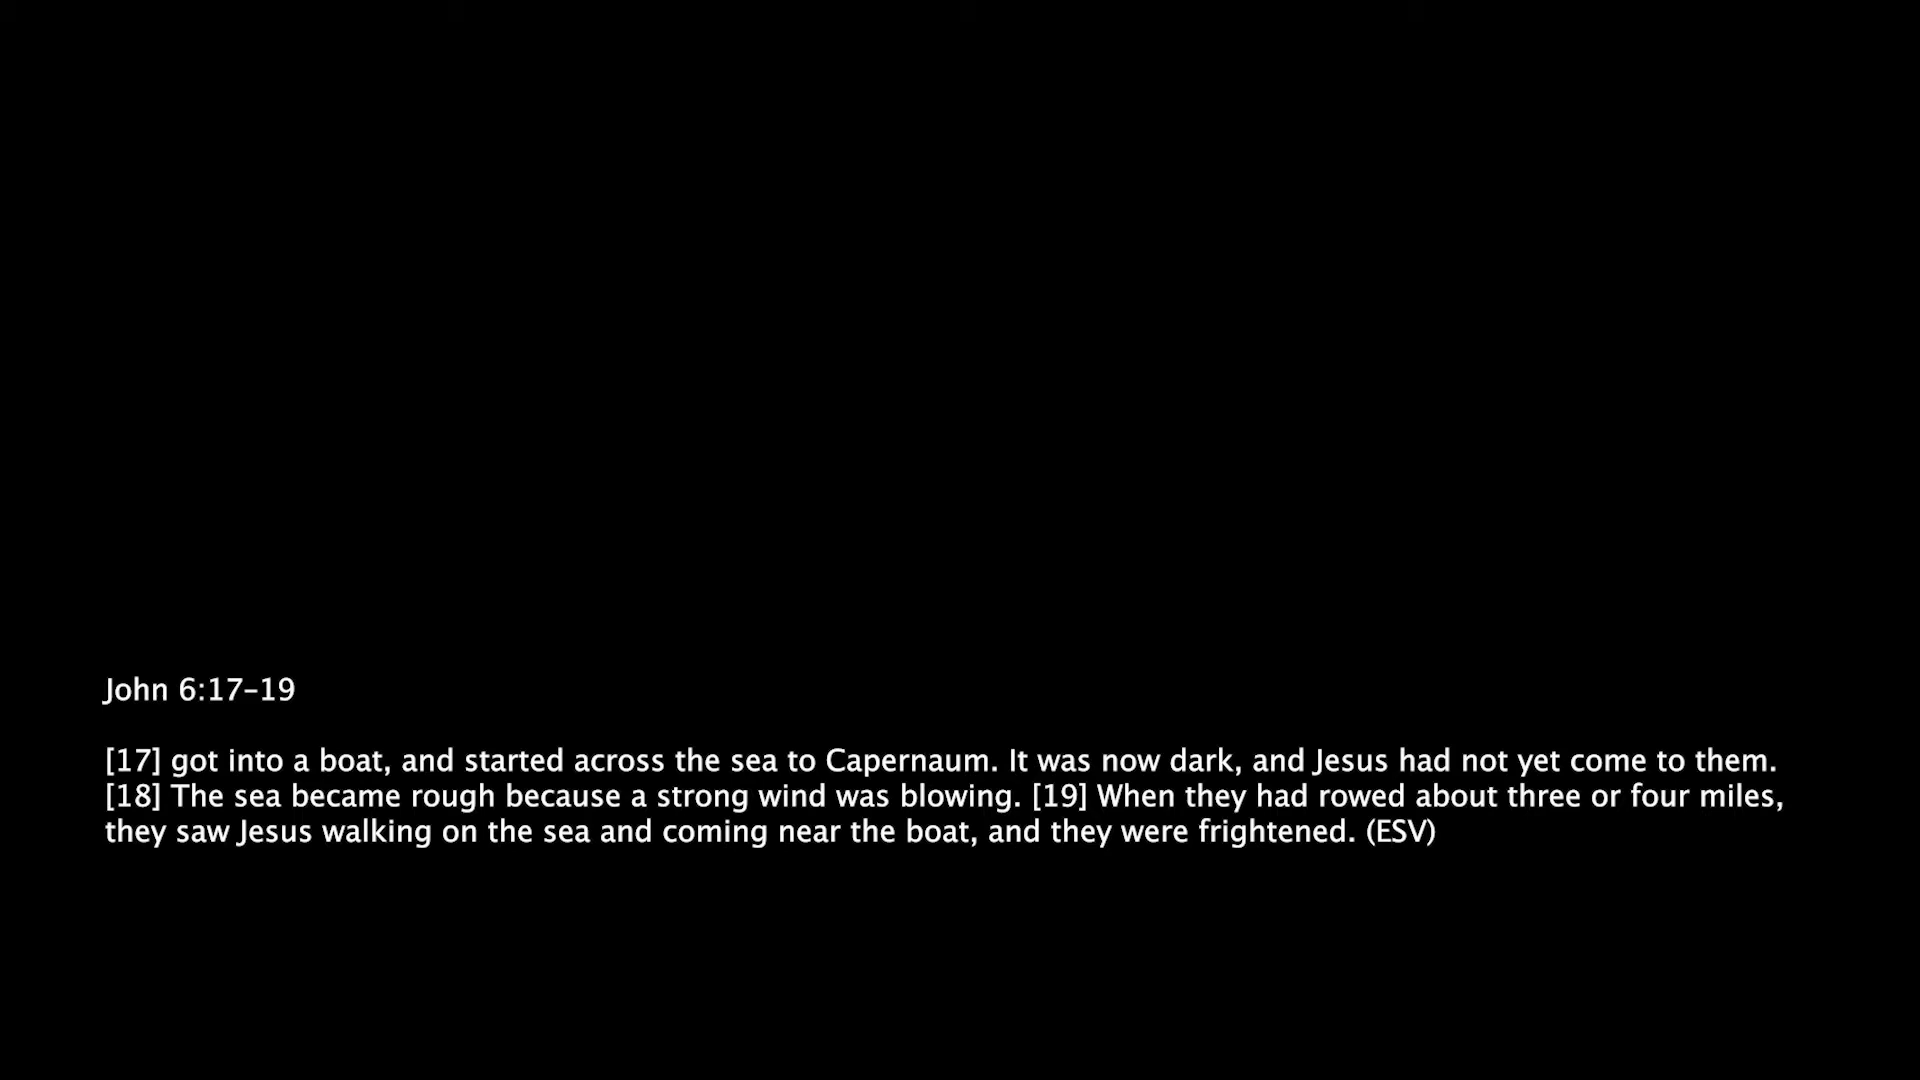 John 6:17–19
[17] got into a boat, and started across the sea to Capernaum. It was now dark, and Jesus had not yet come to them.
[18] The sea became rough because a strong wind was blowing. [19] When they had rowed about three or four miles,
they saw Jesus walking on the sea and coming near the boat, and they were frightened. (ESV)